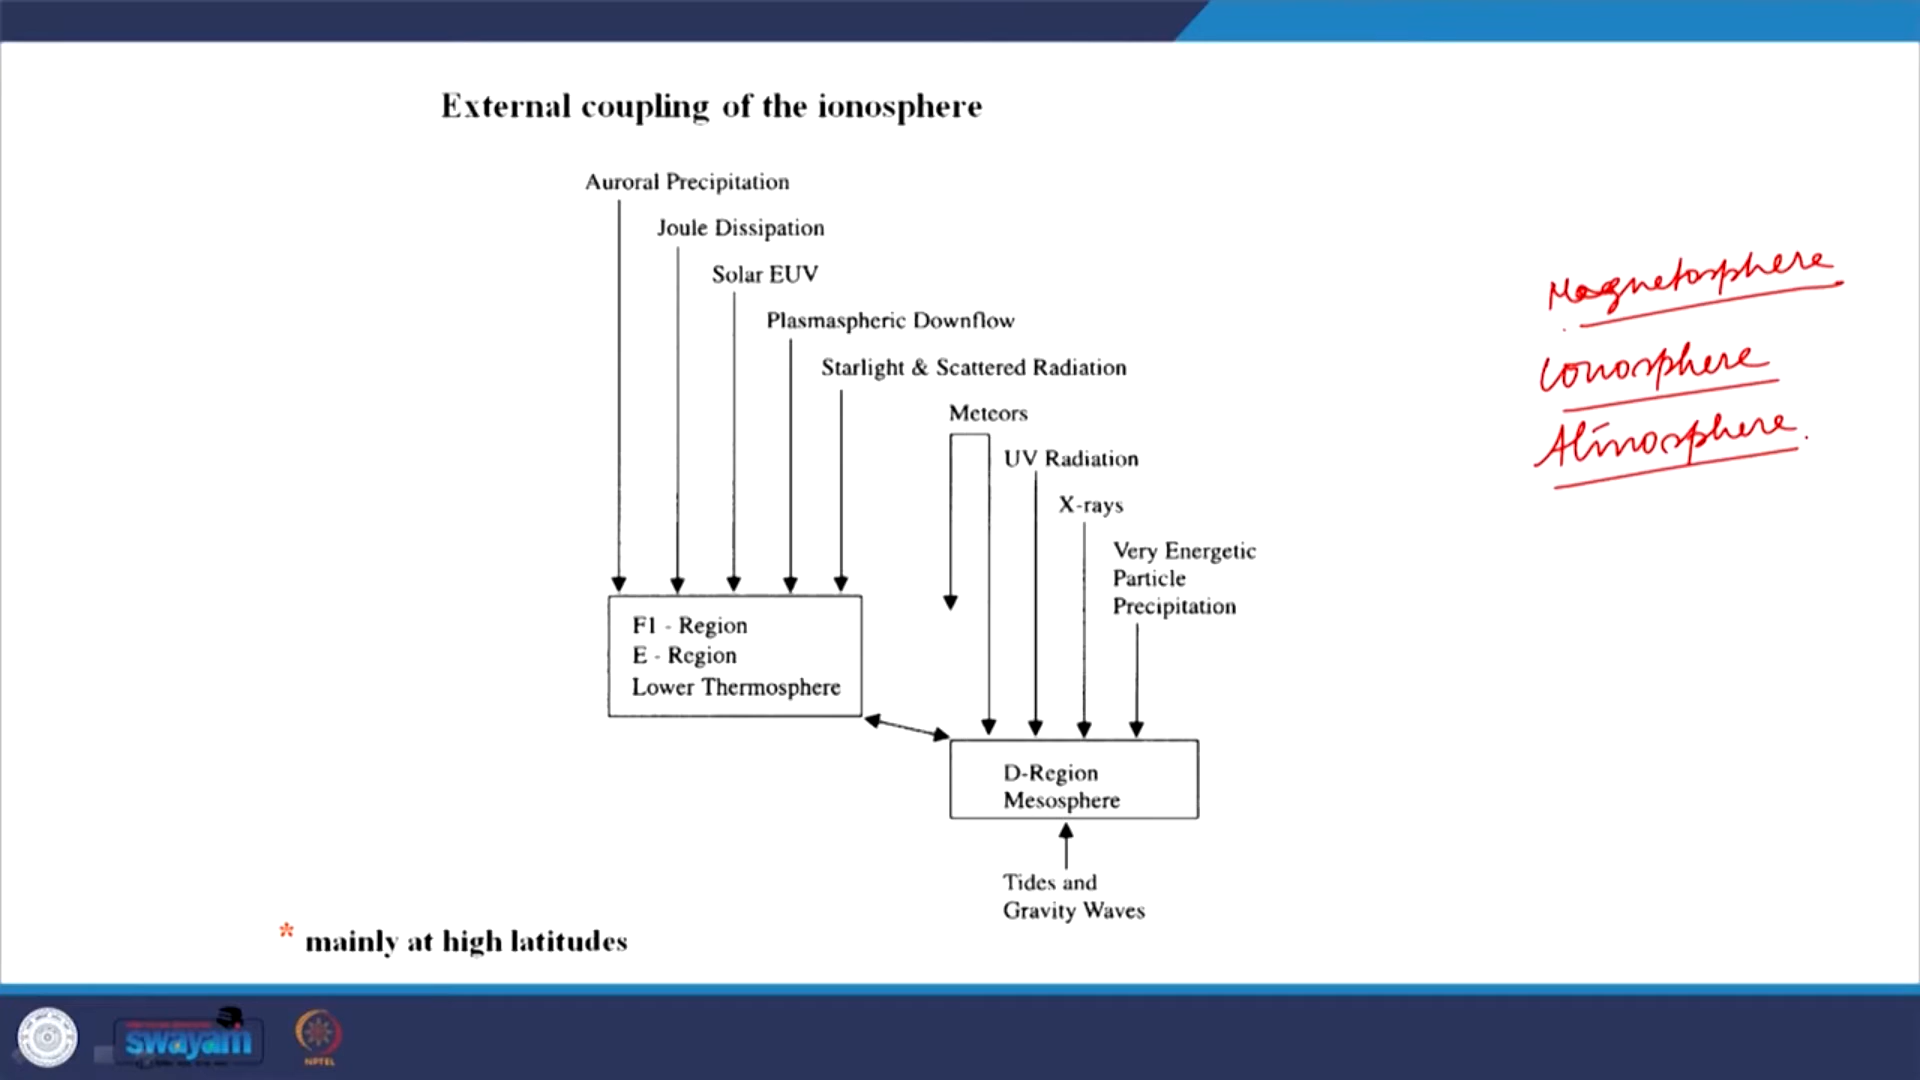 External coupling of the ionosphere
Auroral Precipitation
Joule Dissipation
Solar EUV
Plasmaspheric Downflow
Starlight & Scattered Radiation
Meteors
UV Radiation
X-rays
Very Energetic
Particle
Precipitation
F1 - Region
E - Region
Lower Thermosphere
D-Region
Mesosphere
Tides and
Gravity Waves
* mainly at high latitudes
Magnetosphere
Ionosphere
Atmosphere.
swayam
NPTEL